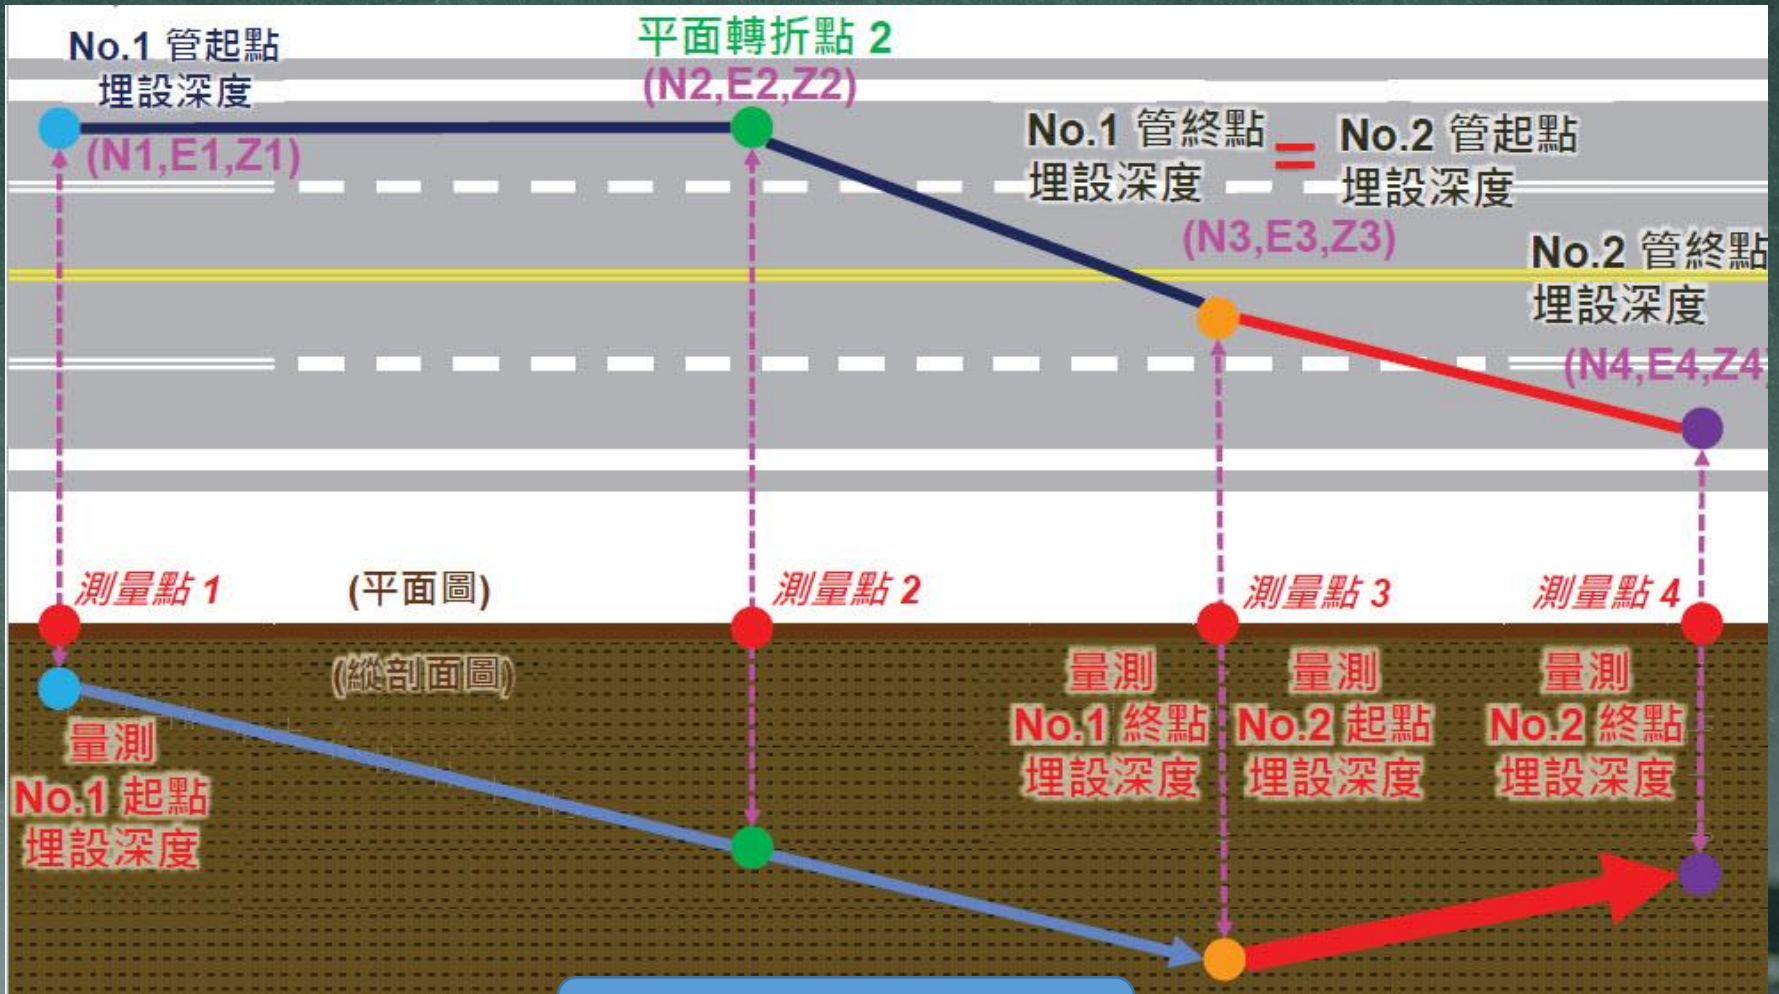 No.1 管起點
埋設深度
(N1,E1,Z1)
平面轉折點 2
(N2,E2,Z2)
No.1 管終點
埋設深度
=
No.2 管起點
埋設深度
(N3,E3,Z3)
No.2 管終點
埋設深度
(N4,E4,Z4)
測量點 1
(平面圖)
測量點 2
測量點 3
測量點 4
(縱剖面圖)
量測
No.1 起點
埋設深度
量測
No.1 終點
埋設深度
量測
No.2 起點
埋設深度
量測
No.2 終點
埋設深度